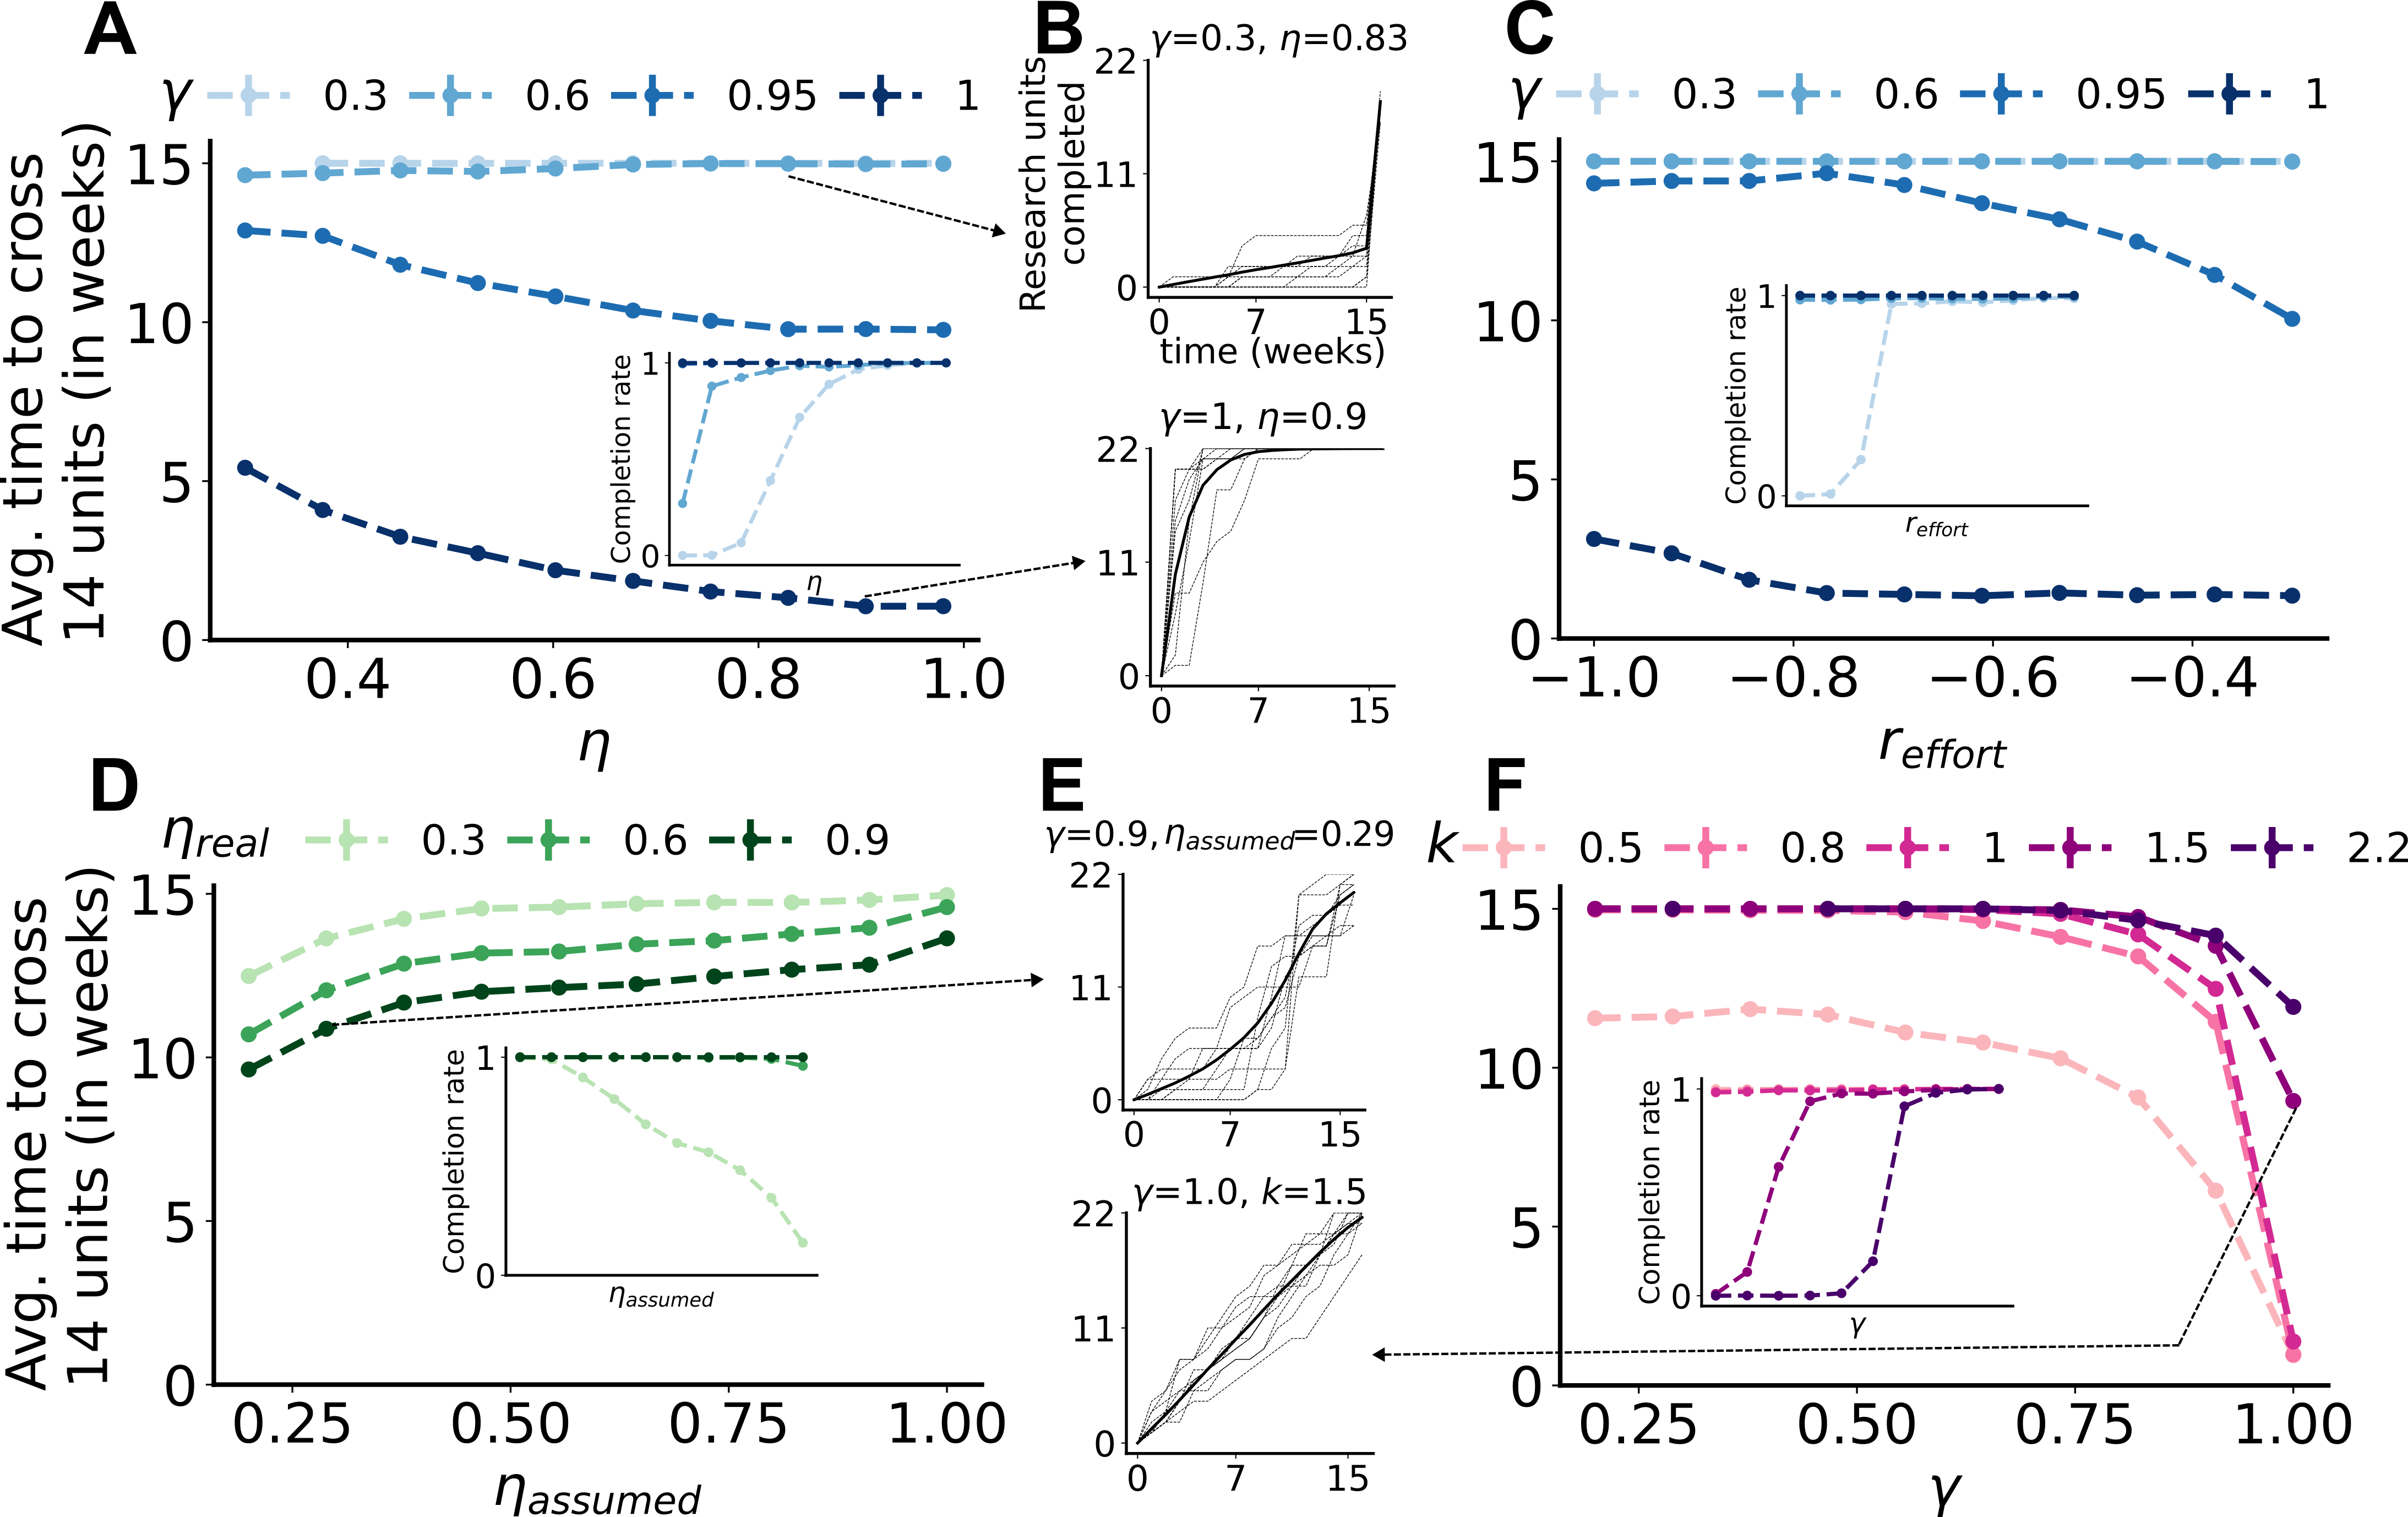 A
γ 0.3 0.6 0.95 1
Avg. time to cross
14 units (in weeks)
15
10
5
0
0.4 0.6 0.8 1.0
η
Completion rate
1
0
η
B
γ=0.3, η=0.83
Research units
completed
22
11
0
0 7 15
time (weeks)
γ=1, η=0.9
22
11
0
0 7 15
C
γ 0.3 0.6 0.95 1
15
10
5
0
−1.0 −0.8 −0.6 −0.4
r_effort
Completion rate
1
0
r_effort
D
η_real 0.3 0.6 0.9
Avg. time to cross
14 units (in weeks)
15
10
5
0
0.25 0.50 0.75 1.00
η_assumed
Completion rate
1
0
η_assumed
E
γ=0.9, η_assumed=0.29
22
11
0
0 7 15
γ=1.0, k=1.5
22
11
0
0 7 15
F
k 0.5 0.8 1 1.5 2.2
15
10
5
0
0.25 0.50 0.75 1.00
γ
Completion rate
1
0
γ